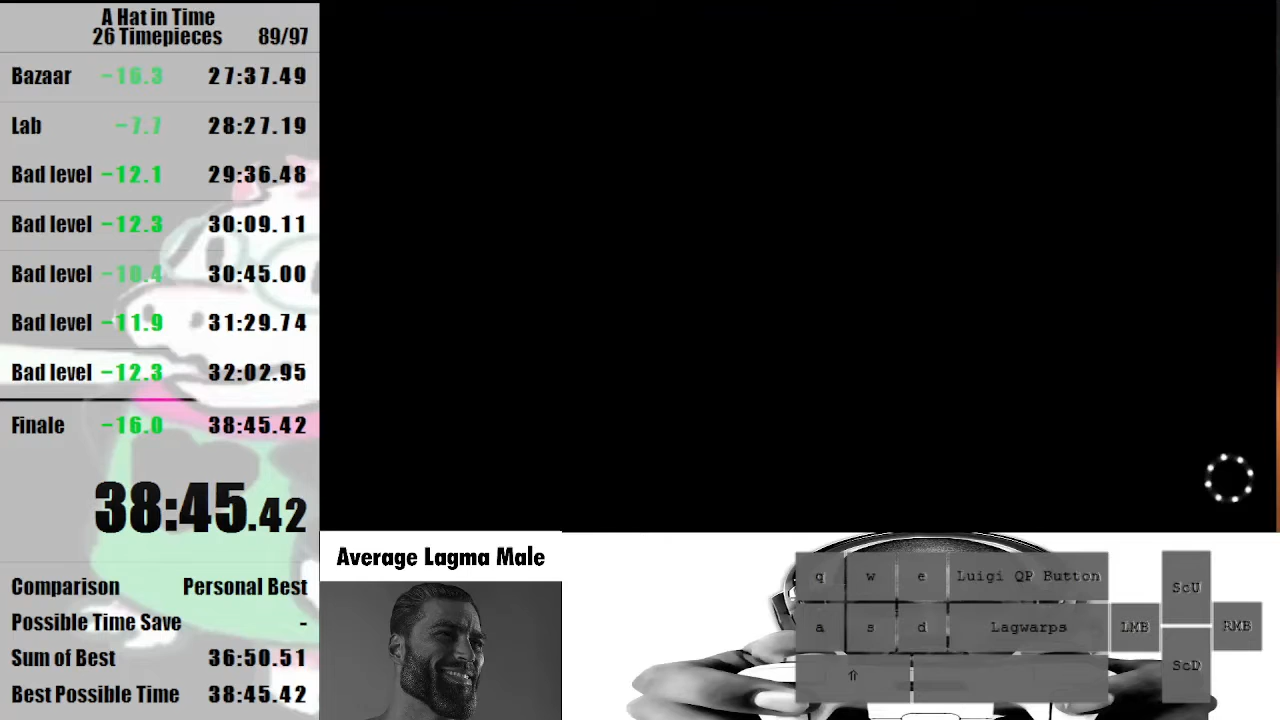 A Hat in Time
26 Timepieces 89/97
Bazaar -16.3 27:37.49
Lab -7.7 28:27.19
Bad level -12.1 29:36.48
Bad level -12.3 30:09.11
Bad level -10.4 30:45.00
Bad level -11.9 31:29.74
Bad level -12.3 32:02.95
Finale -16.0 38:45.42
38:45.42
Comparison Personal Best
Possible Time Save -
Sum of Best 36:50.51
Best Possible Time 38:45.42
Average Lagma Male
q w e Luigi QP Button ScU
a s d Lagwarps LMB RMB
⇧ ScD